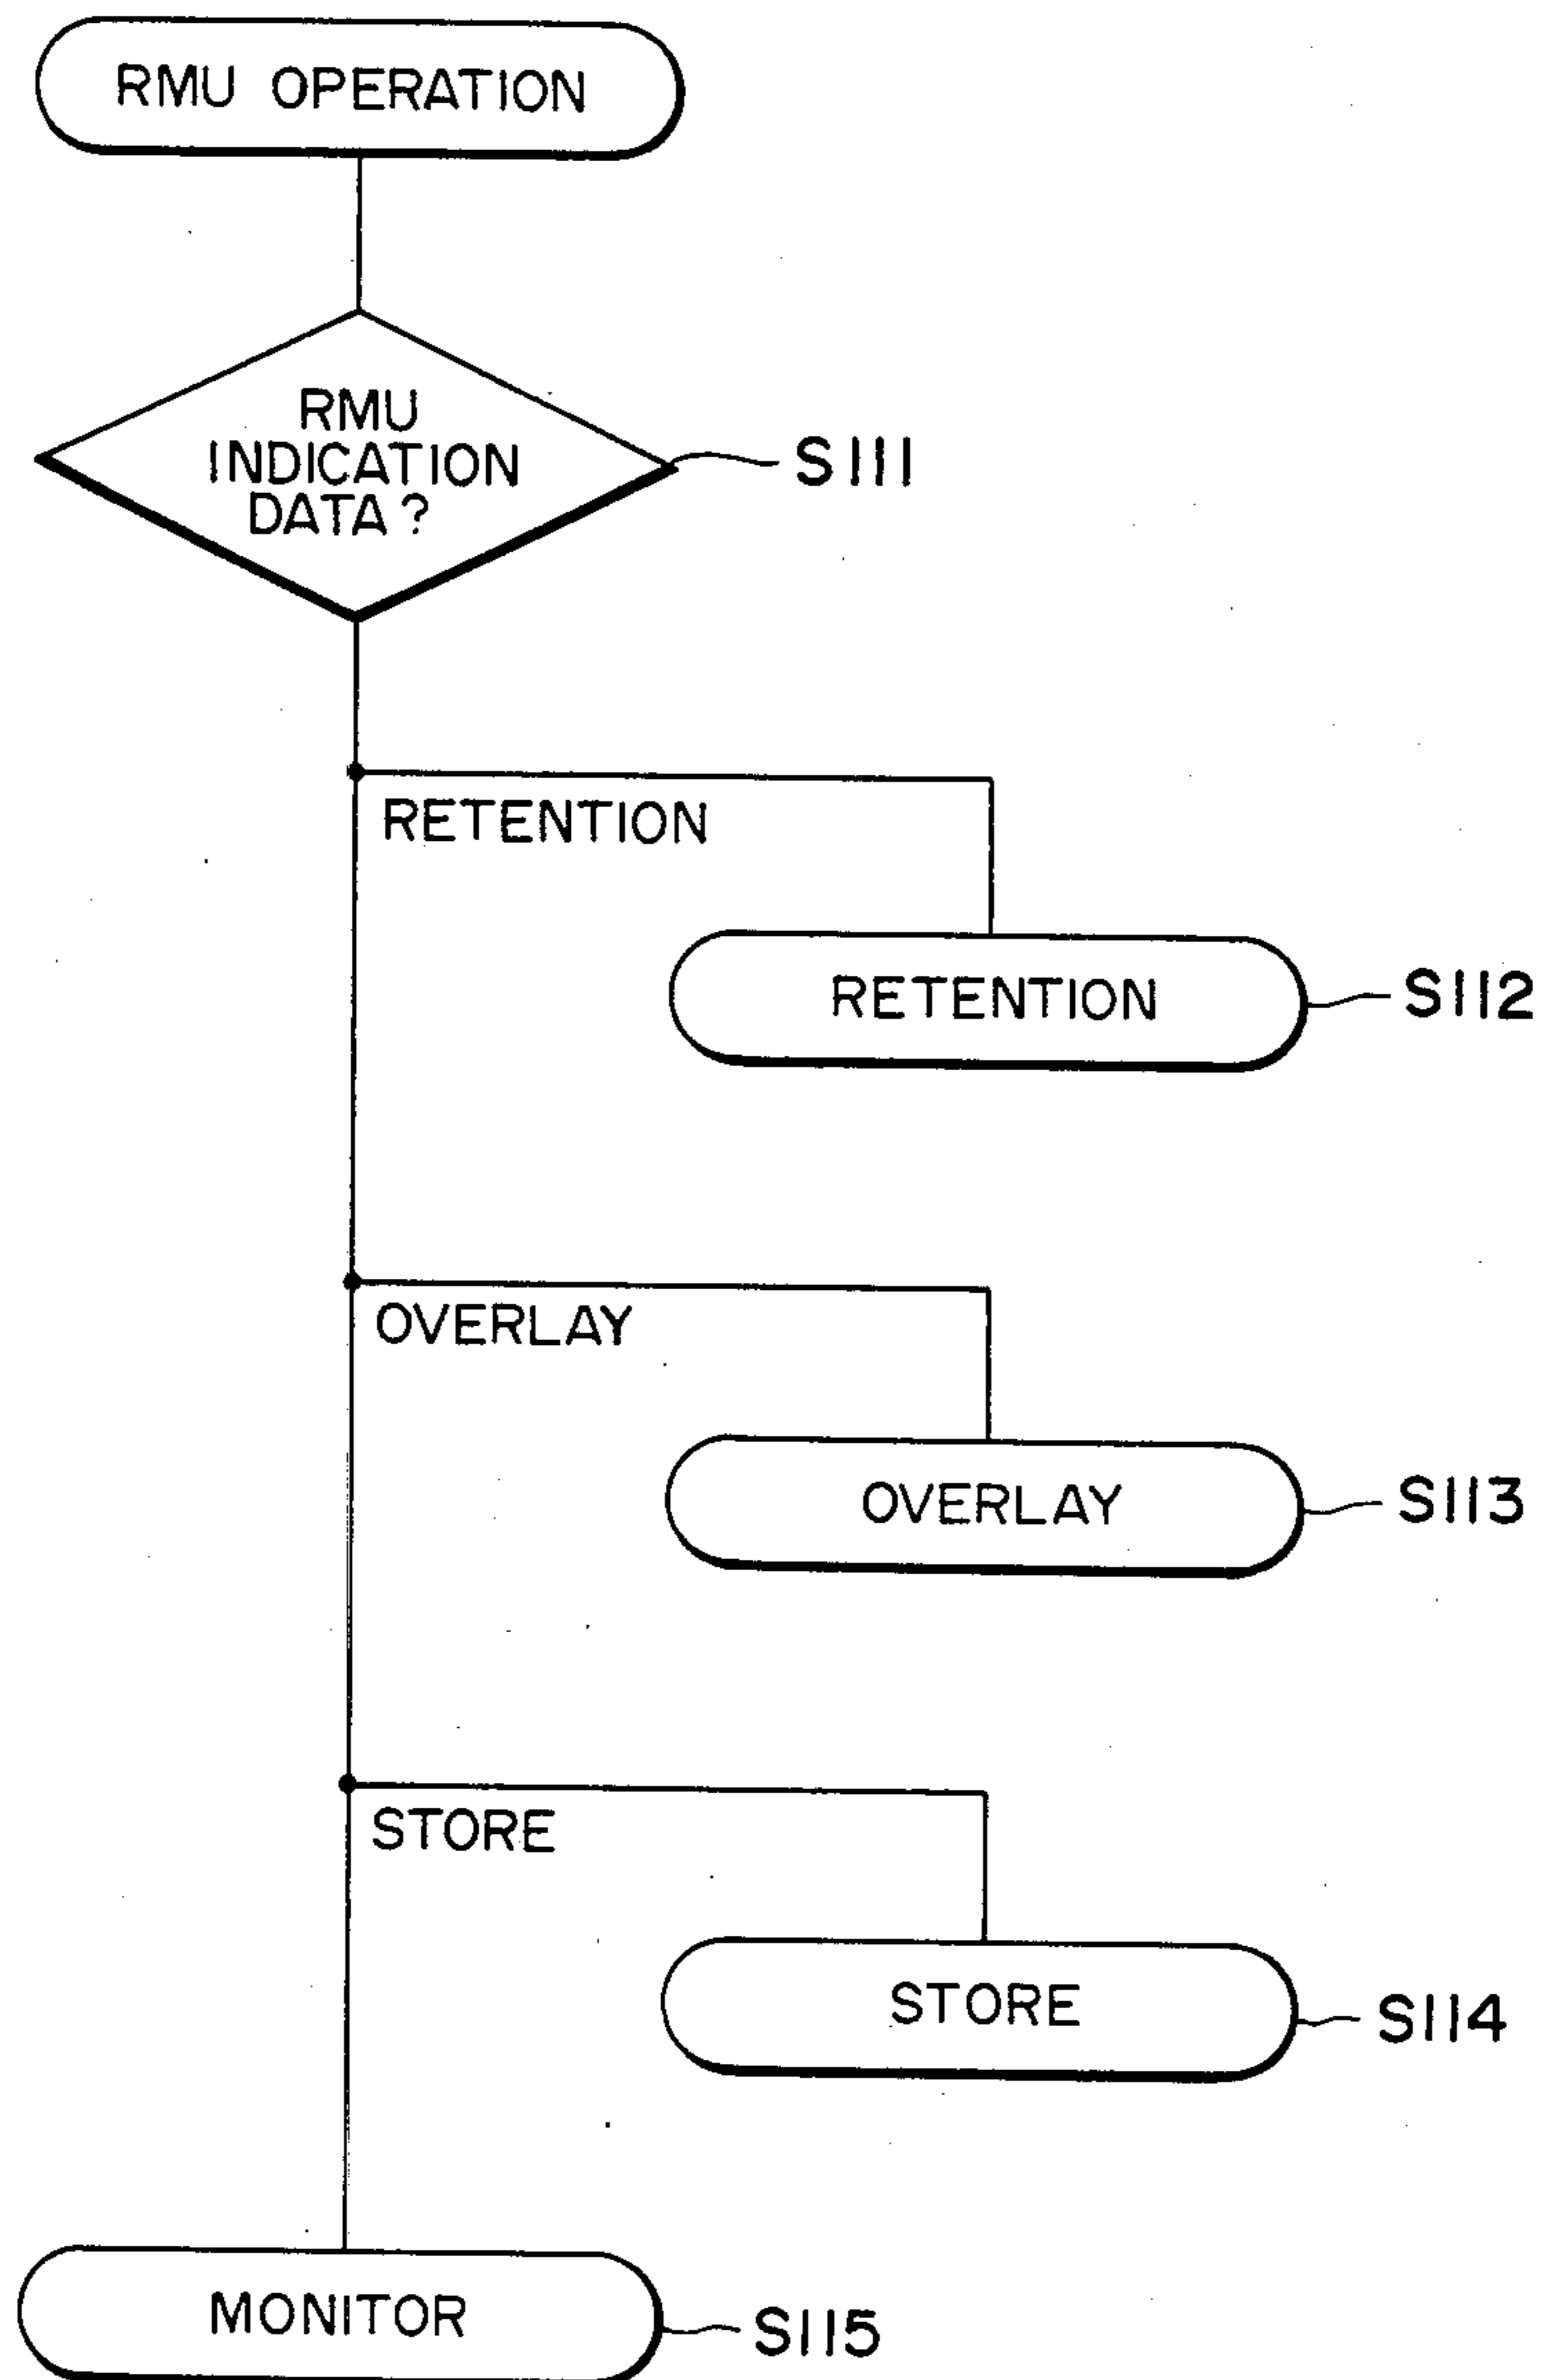 RMU OPERATION
RMU
INDICATION
DATA?
S111
RETENTION
RETENTION
S112
OVERLAY
OVERLAY
S113
STORE
STORE
S114
MONITOR
S115